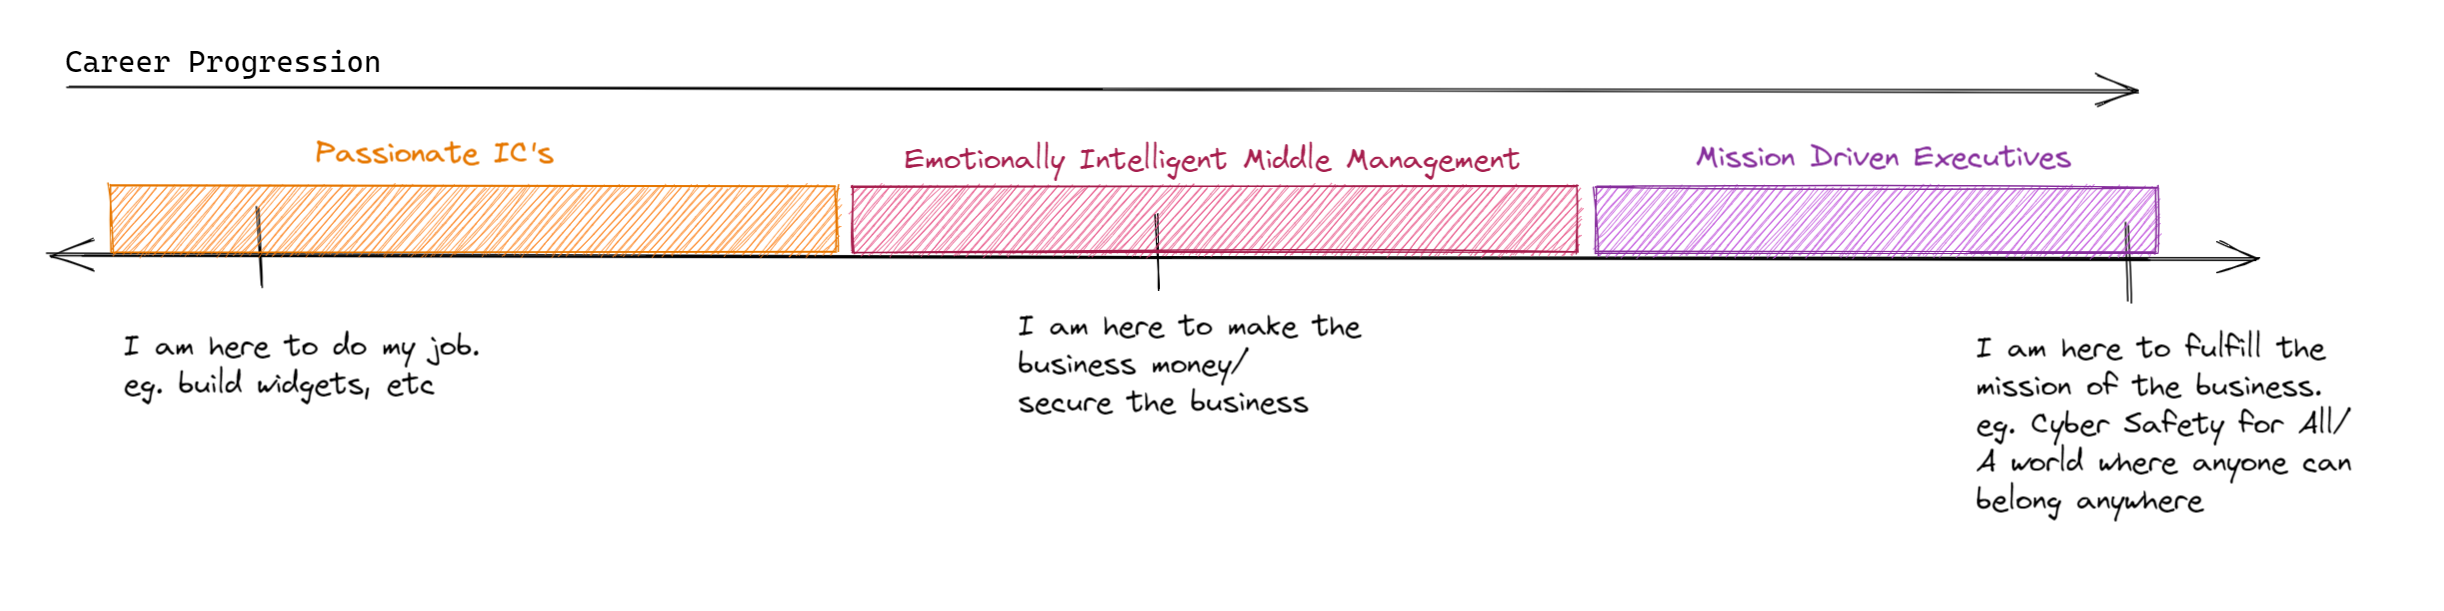 Career Progression
Passionate IC's
Emotionally Intelligent Middle Management
Mission Driven Executives
I am here to do my job.
eg. build widgets, etc
I am here to make the
business money/
secure the business
I am here to fulfill the
mission of the business.
eg. Cyber Safety for All/
A world where anyone can
belong anywhere